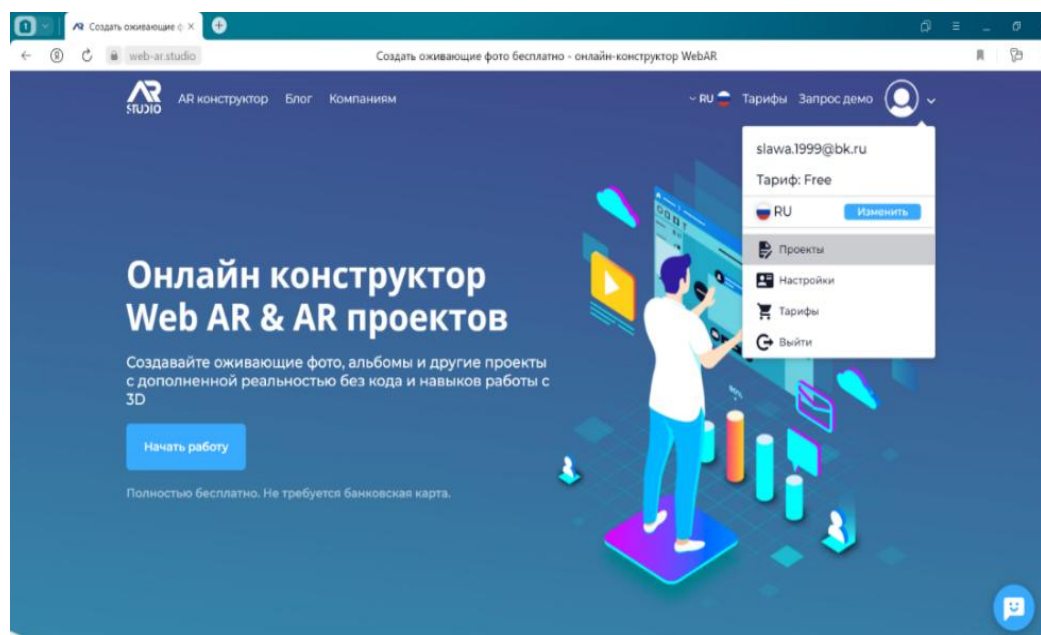 1
Создать оживающие ф
web-ar.studio
Создать оживающие фото бесплатно - онлайн-конструктор WebAR
AR STUDIO
AR конструктор Блог Компаниям
RU Тарифы Запрос демо
slawa.1999@bk.ru
Тариф: Free
RU Изменить
Проекты
Настройки
Тарифы
Выйти
Онлайн конструктор
Web AR & AR проектов
Создавайте оживающие фото, альбомы и другие проекты
с дополненной реальностью без кода и навыков работы с
3D
Начать работу
Полностью бесплатно. Не требуется банковская карта.